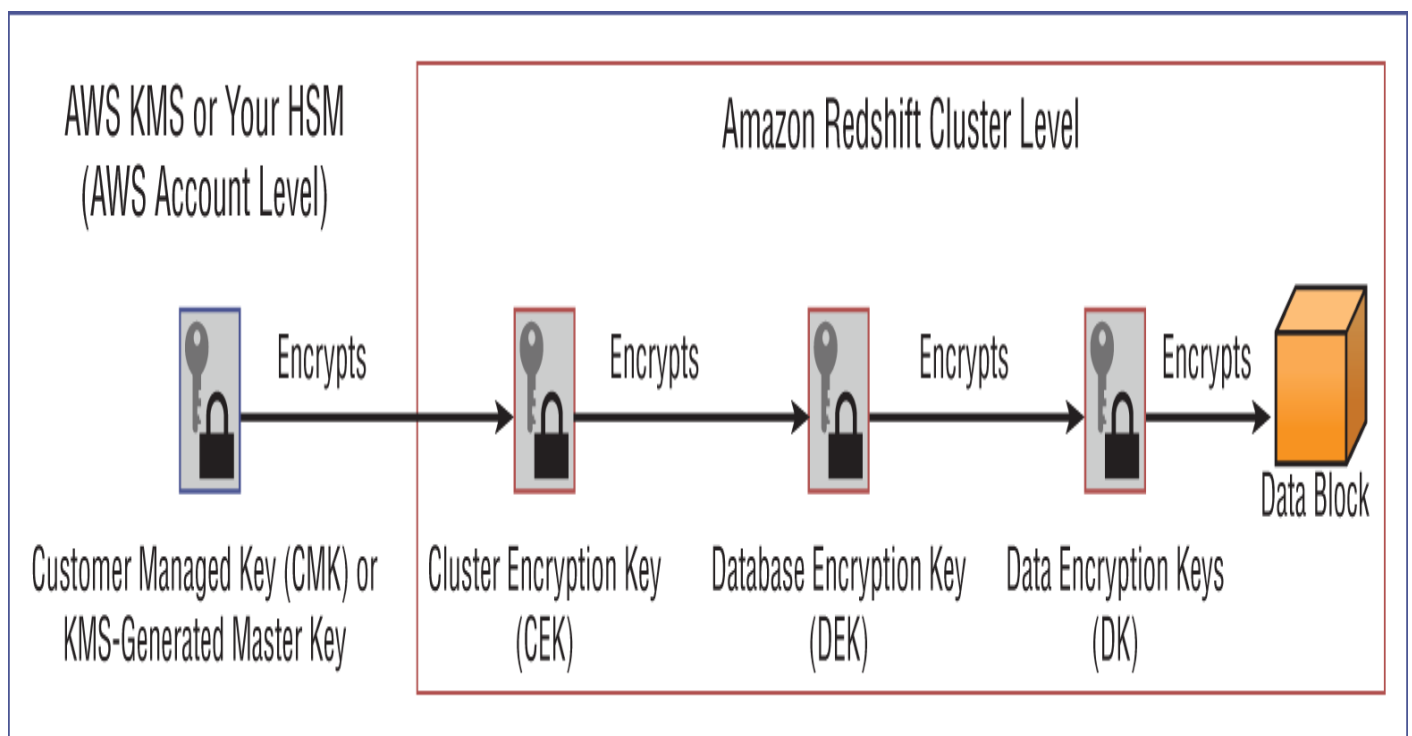 AWS KMS or Your HSM
(AWS Account Level)
Amazon Redshift Cluster Level
Encrypts
Encrypts
Encrypts
Encrypts
Data Block
Customer Managed Key (CMK) or
KMS-Generated Master Key
Cluster Encryption Key
(CEK)
Database Encryption Key
(DEK)
Data Encryption Keys
(DK)